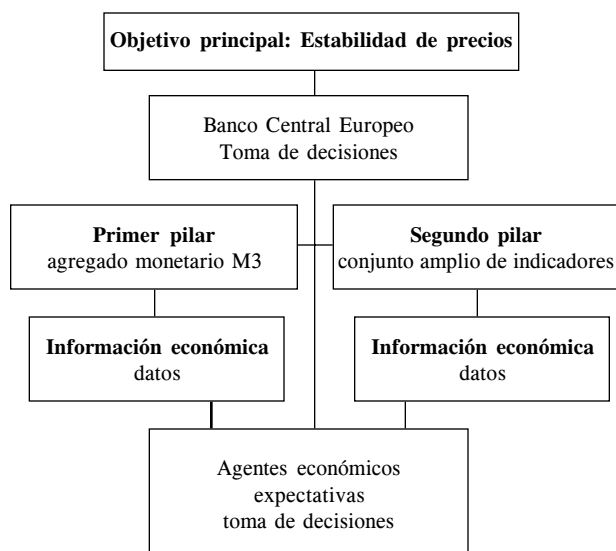 Objetivo principal: Estabilidad de precios
Banco Central Europeo
Toma de decisiones
Primer pilar
agregado monetario M3
Segundo pilar
conjunto amplio de indicadores
Información económica
datos
Información económica
datos
Agentes económicos
expectativas
toma de decisiones